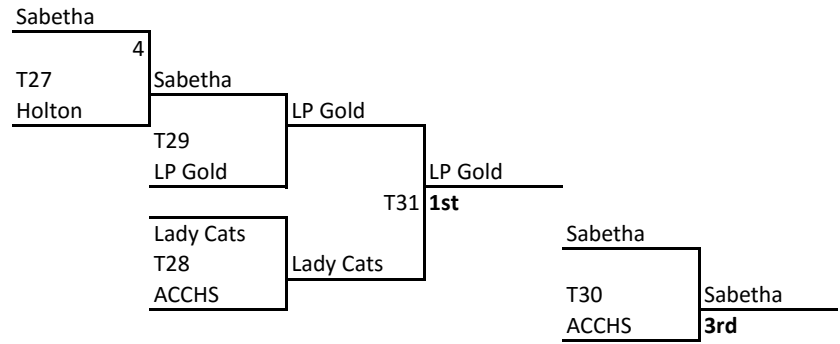 Sabetha
4
T27
Sabetha
Holton
LP Gold
T29
LP Gold
LP Gold
T31 1st
Lady Cats
Sabetha
T28
Lady Cats
ACCHS
T30
Sabetha
ACCHS
3rd